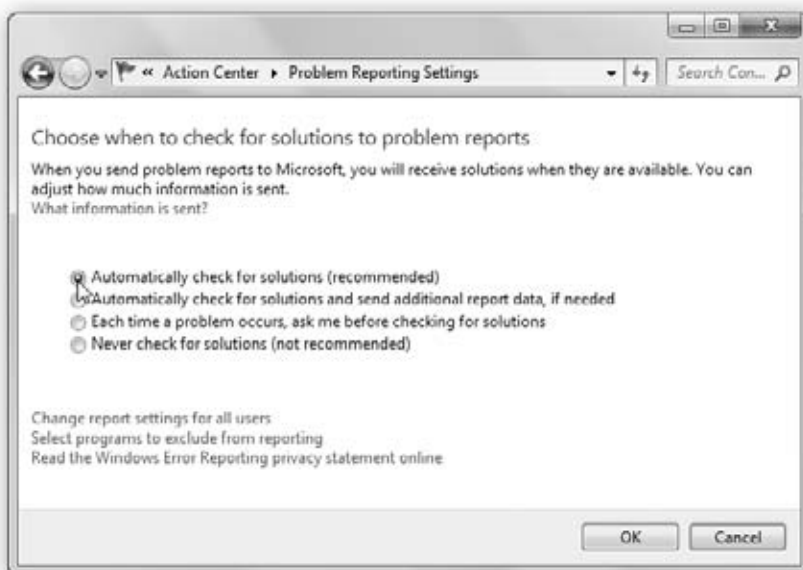 « Action Center ▸ Problem Reporting Settings
Search Con...
Choose when to check for solutions to problem reports
When you send problem reports to Microsoft, you will receive solutions when they are available. You can
adjust how much information is sent.
What information is sent?
Automatically check for solutions (recommended)
Automatically check for solutions and send additional report data, if needed
Each time a problem occurs, ask me before checking for solutions
Never check for solutions (not recommended)
Change report settings for all users
Select programs to exclude from reporting
Read the Windows Error Reporting privacy statement online
OK
Cancel